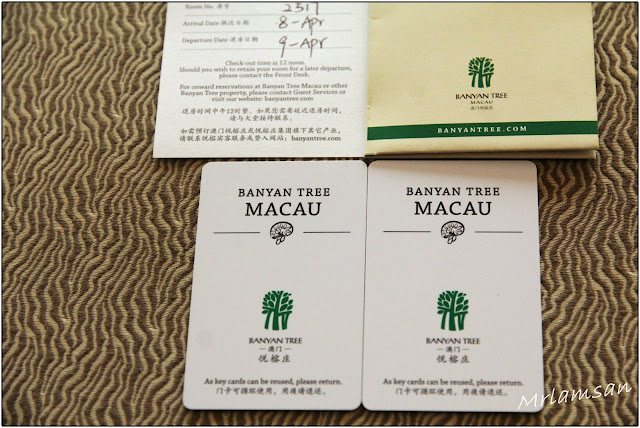 Room No. 房号 2317
Arrival Date 抵达日期 8-Apr
Departure Date 退房日期 9-Apr
Check-out time is 12 noon.
Should you wish to retain your room for a later departure,
please contact the Front Desk.
For onward reservations at Banyan Tree Macau or other
Banyan Tree property, please contact Guest Services or
visit our website: banyantree.com
退房时间中午12时整。如果您需要延迟退房时间,
请与大堂接待联系。
如需预订澳门悦榕庄或悦榕庄集团旗下其它产业,
请联系悦榕宾客服务或登入网站: banyantree.com
BANYAN TREE
MACAU
澳门悦榕庄
BANYANTREE.COM
BANYAN TREE
MACAU
BANYAN TREE
澳门
悦榕庄
As key cards can be reused, please return.
门卡可循环使用,用後请退还。
BANYAN TREE
MACAU
BANYAN TREE
澳门
悦榕庄
As key cards can be reused, please return.
门卡可循环使用,用後请退还。
Mrlamsan